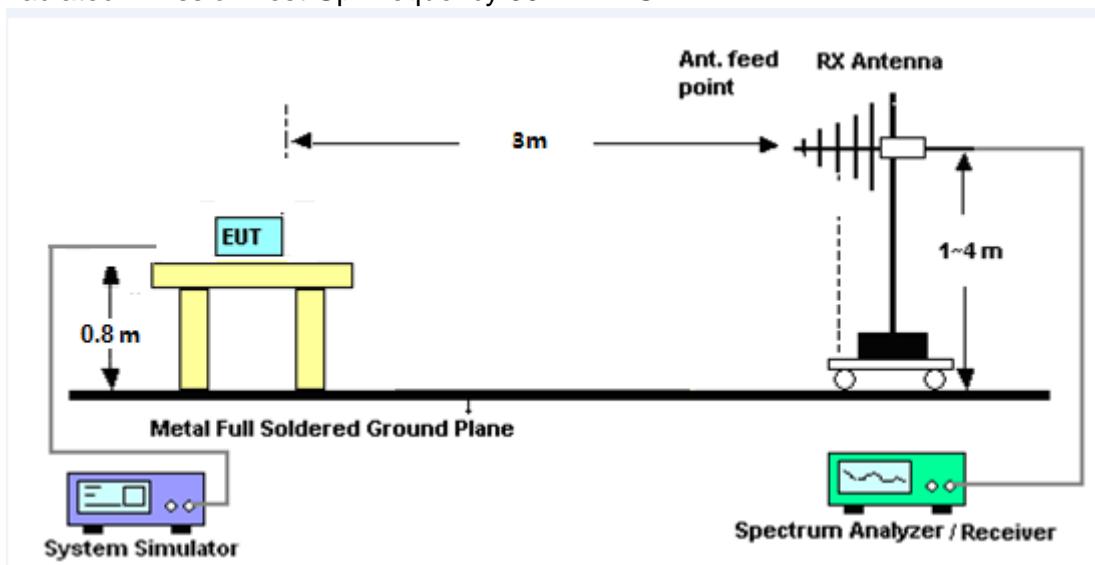 Ant. feed
point
RX Antenna
3m
EUT
1~4 m
0.8 m
Metal Full Soldered Ground Plane
System Simulator
Spectrum Analyzer / Receiver